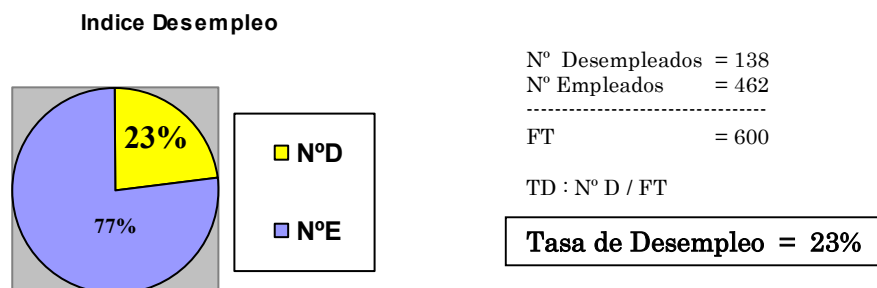 Indice Desempleo
23%
77%
NºD
NºE
Nº Desempleados = 138
Nº Empleados = 462
--------------------------------
FT = 600
TD : Nº D / FT
Tasa de Desempleo = 23%